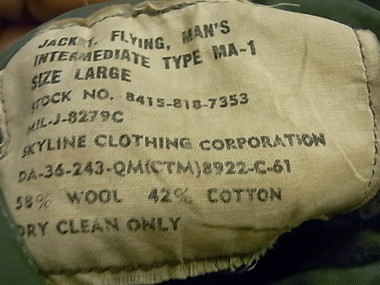 JACKET, FLYING, MAN'S
INTERMEDIATE TYPE MA-1
SIZE LARGE
STOCK NO. 8415-818-7353
MIL-J-8279C
SKYLINE CLOTHING CORPORATION
DA-36-243-QM(CTM)8922-C-61
58% WOOL 42% COTTON
DRY CLEAN ONLY